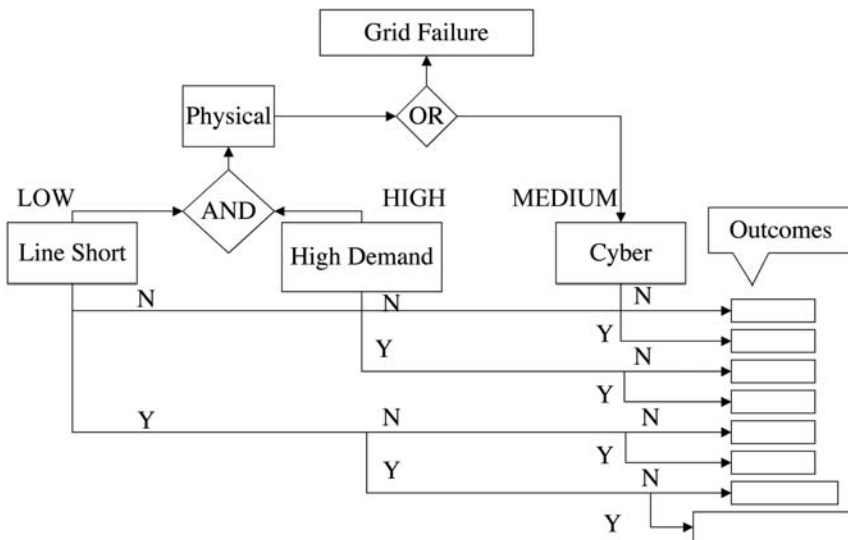 Grid Failure
Physical
OR
LOW
AND
HIGH
MEDIUM
Line Short
High Demand
Cyber
Outcomes
N
N
N
Y
Y
N
Y
Y
N
N
Y
Y
N
Y